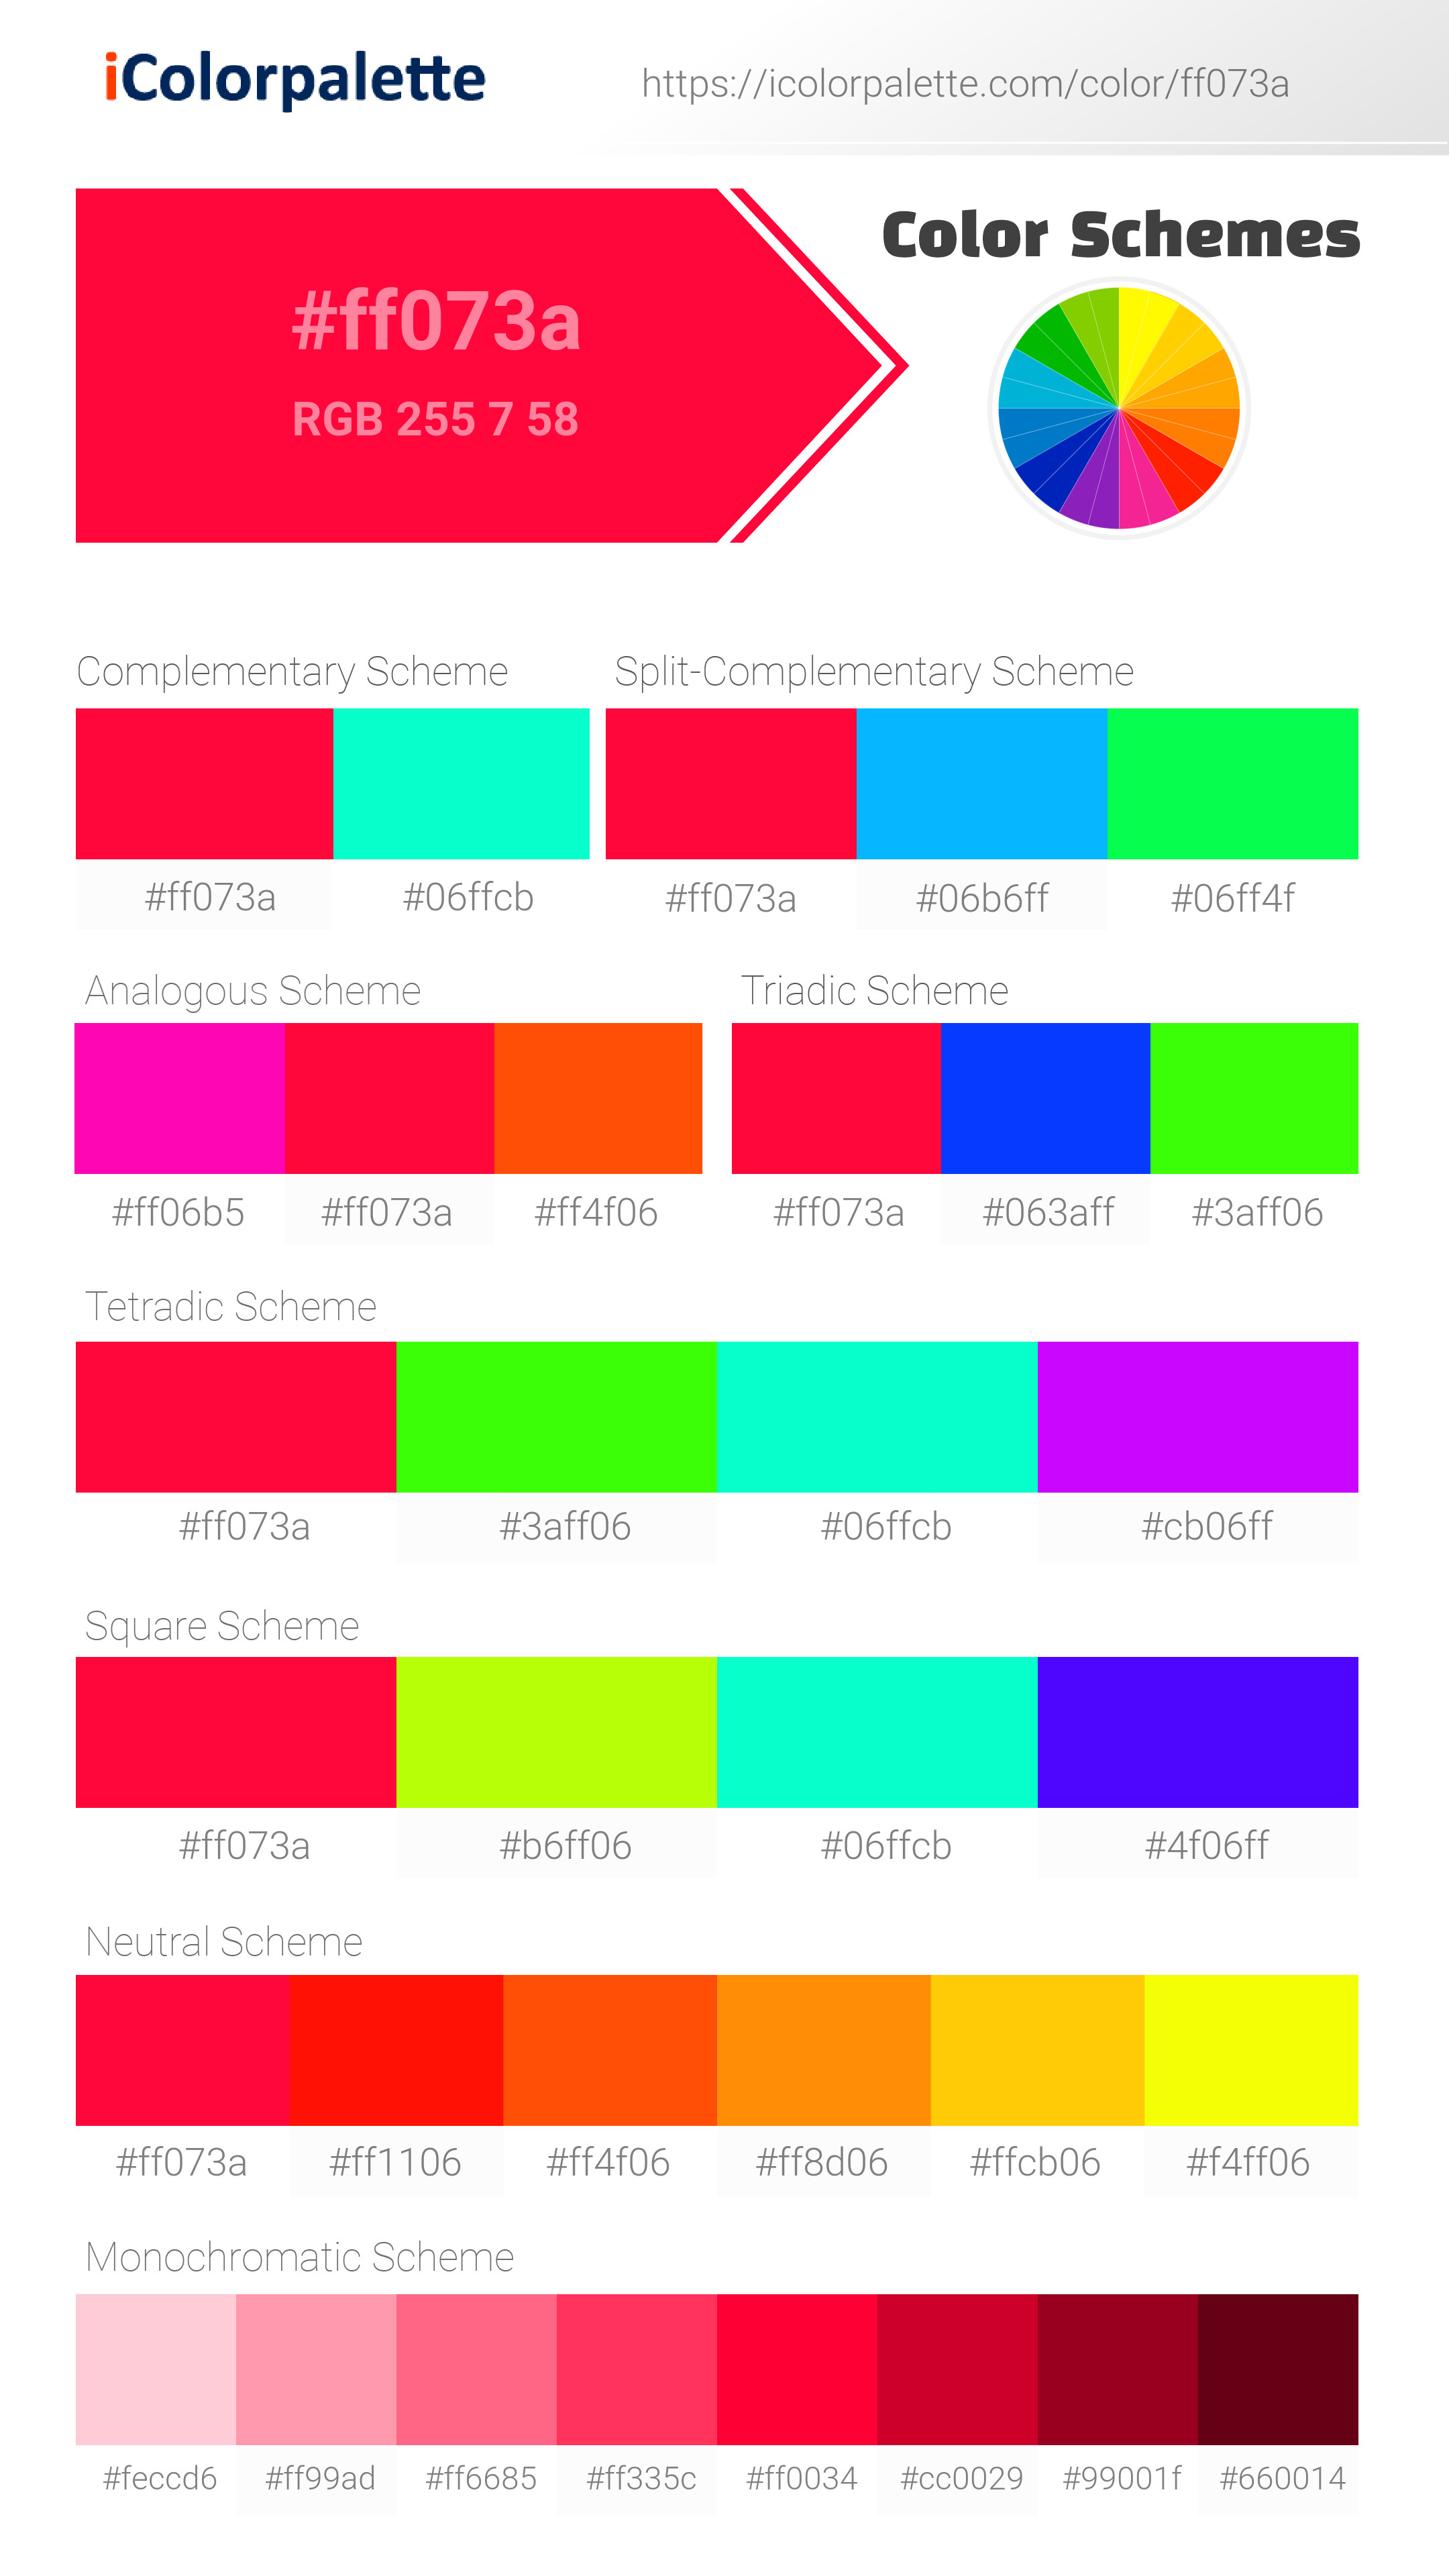 iColorpalette
https://icolorpalette.com/color/ff073a
#ff073a
RGB 255 7 58
Color Schemes
Complementary Scheme
#ff073a #06ffcb
Split-Complementary Scheme
#ff073a #06b6ff #06ff4f
Analogous Scheme
#ff06b5 #ff073a #ff4f06
Triadic Scheme
#ff073a #063aff #3aff06
Tetradic Scheme
#ff073a #3aff06 #06ffcb #cb06ff
Square Scheme
#ff073a #b6ff06 #06ffcb #4f06ff
Neutral Scheme
#ff073a #ff1106 #ff4f06 #ff8d06 #ffcb06 #f4ff06
Monochromatic Scheme
#feccd6 #ff99ad #ff6685 #ff335c #ff0034 #cc0029 #99001f #660014